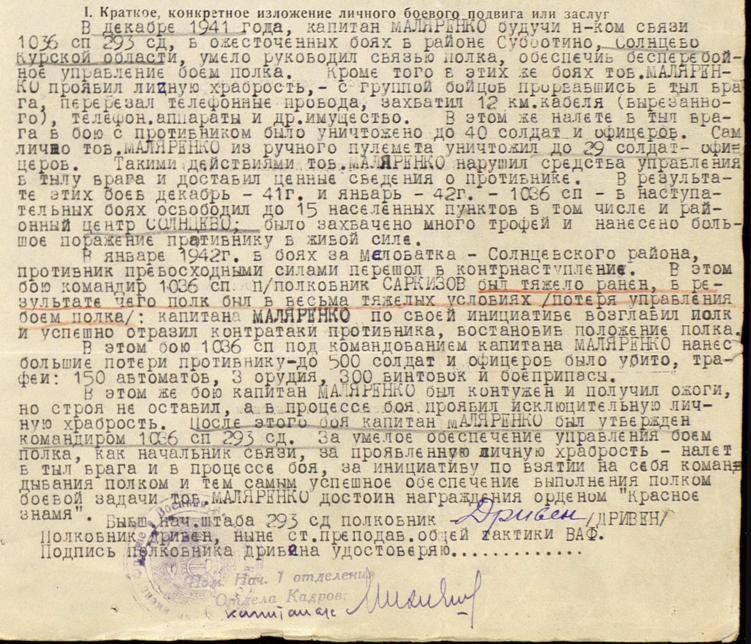 I. Краткое, конкретное изложение личного боевого подвига или заслуг
В декабре 1941 года, капитан МАЛЯРЕНКО будучи н-ком связи
1036 сп 293 сд, в ожесточенных боях в районе Субботино, Солнцево
Курской области, умело руководил связью полка, обеспечив бесперебой-
ное управление боем полка. Кроме того в этих же боях тов.МАЛЯРЕН-
КО проявил личную храбрость,- с группой бойцов прорвавшись в тыл вра-
га, перерезал телефонные провода, захватил 12 км.кабеля (вырезанно-
го), телефон.аппараты и др.имущество. В этом же налете в тыл вра-
га в бою с противником было уничтожено до 40 солдат и офицеров. Сам
лично тов.МАЛЯРЕНКО из ручного пулемета уничтожил до 29 солдат-офи-
церов. Такими действиями тов.МАЛЯРЕНКО нарушил средства управления
в тылу врага и доставил ценные сведения о противнике. В результа-
те этих боев декабрь - 41г. и январь - 42г. - 1036 сп - в наступа-
тельных боях освободил до 15 населенных пунктов в том числе и рай-
онный центр СОЛНЦЕВО; было захвачено много трофей и нанесено боль-
шое поражение противнику в живой силе.
В январе 1942г. в боях за Меловатка - Солнцевского района,
противник превосходными силами перешол в контрнаступление. В этом
бою командир 1036 сп п/полковник САРКИЗОВ был тяжело ранен, в ре-
зультате чего полк был в весьма тяжелых условиях /потеря управления
боем полка/: капитана МАЛЯРЕНКО по своей инициативе возглавил полк
и успешно отразил контратаки противника, востановив положение полка.
В этом бою 1036 сп под командованием капитана МАЛЯРЕНКО нанес
большие потери противнику-до 500 солдат и офицеров было убито, тра-
феи: 150 автоматов, 3 орудия, 300 винтовок и боеприпасы.
В этом же бою капитан МАЛЯРЕНКО был контужен и получил ожоги,
но строя не оставил, а в процессе боя проявил исключительную лич-
ную храбрость. После этого боя капитан МАЛЯРЕНКО был утвержден
командиром 1036 сп 293 сд. За умелое обеспечение управления боем
полка, как начальник связи, за проявленную личную храбрость - налет
в тыл врага и в процессе боя, за инициативу по взятии на себя коман-
дывания полком и тем самым успешное обеспечение выполнения полком
боевой задачи тов.МАЛЯРЕНКО достоин награждения орденом "Красное
знамя".
Бывш нач.штаба 293 сд полковник Дривен /ДРИВЕН/
Полковник Дривен, ныне ст.преподав.общей тактики ВАФ.
Подпись Полковника Дривена удостоверяю..............
Пом. Нач. 1 отделения
Отдела Кадров:
капитан